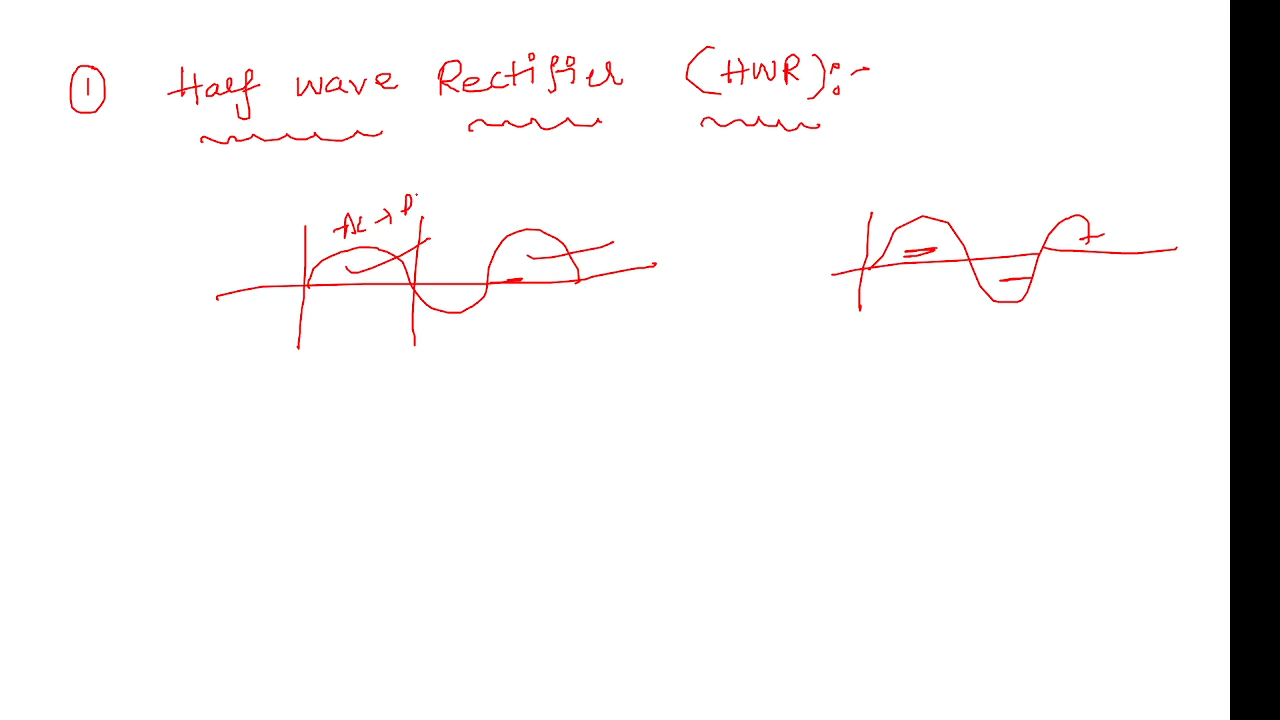 ① Half wave Rectifier (HWR):-
AC →